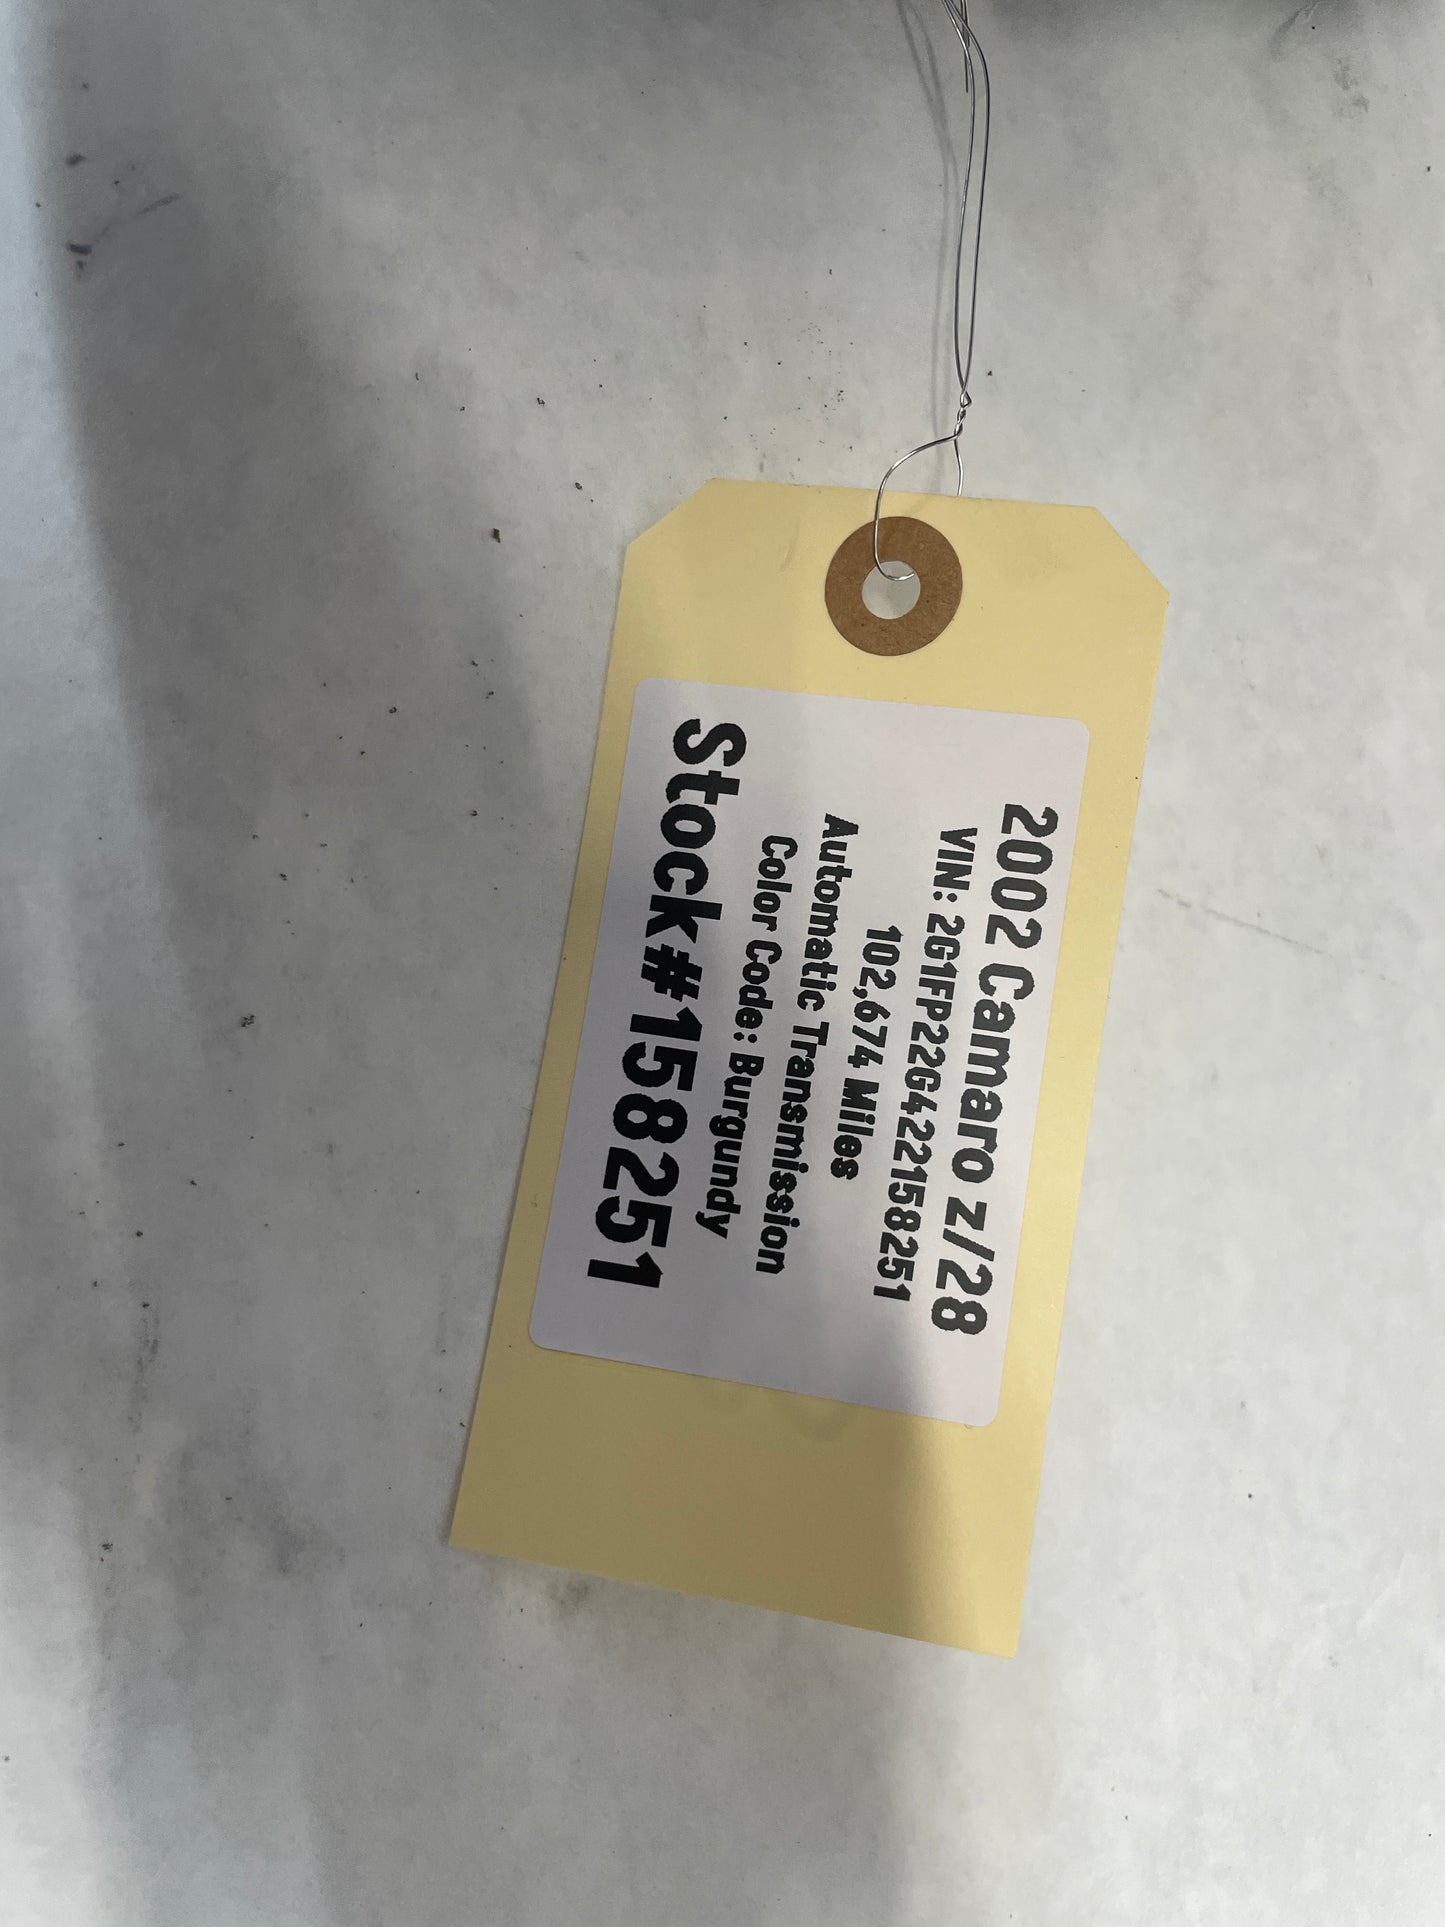 2002 Camaro z/28
VIN: 2G1FP22G422158251
102,674 Miles
Automatic Transmission
Color Code: Burgundy
Stock#158251